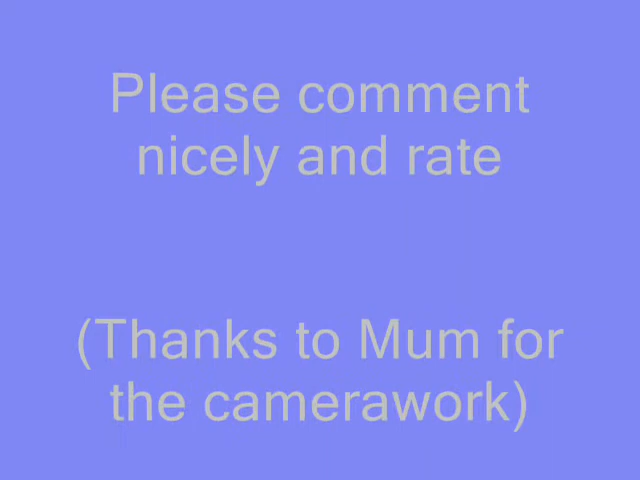 Please comment
nicely and rate
(Thanks to Mum for
the camerawork)